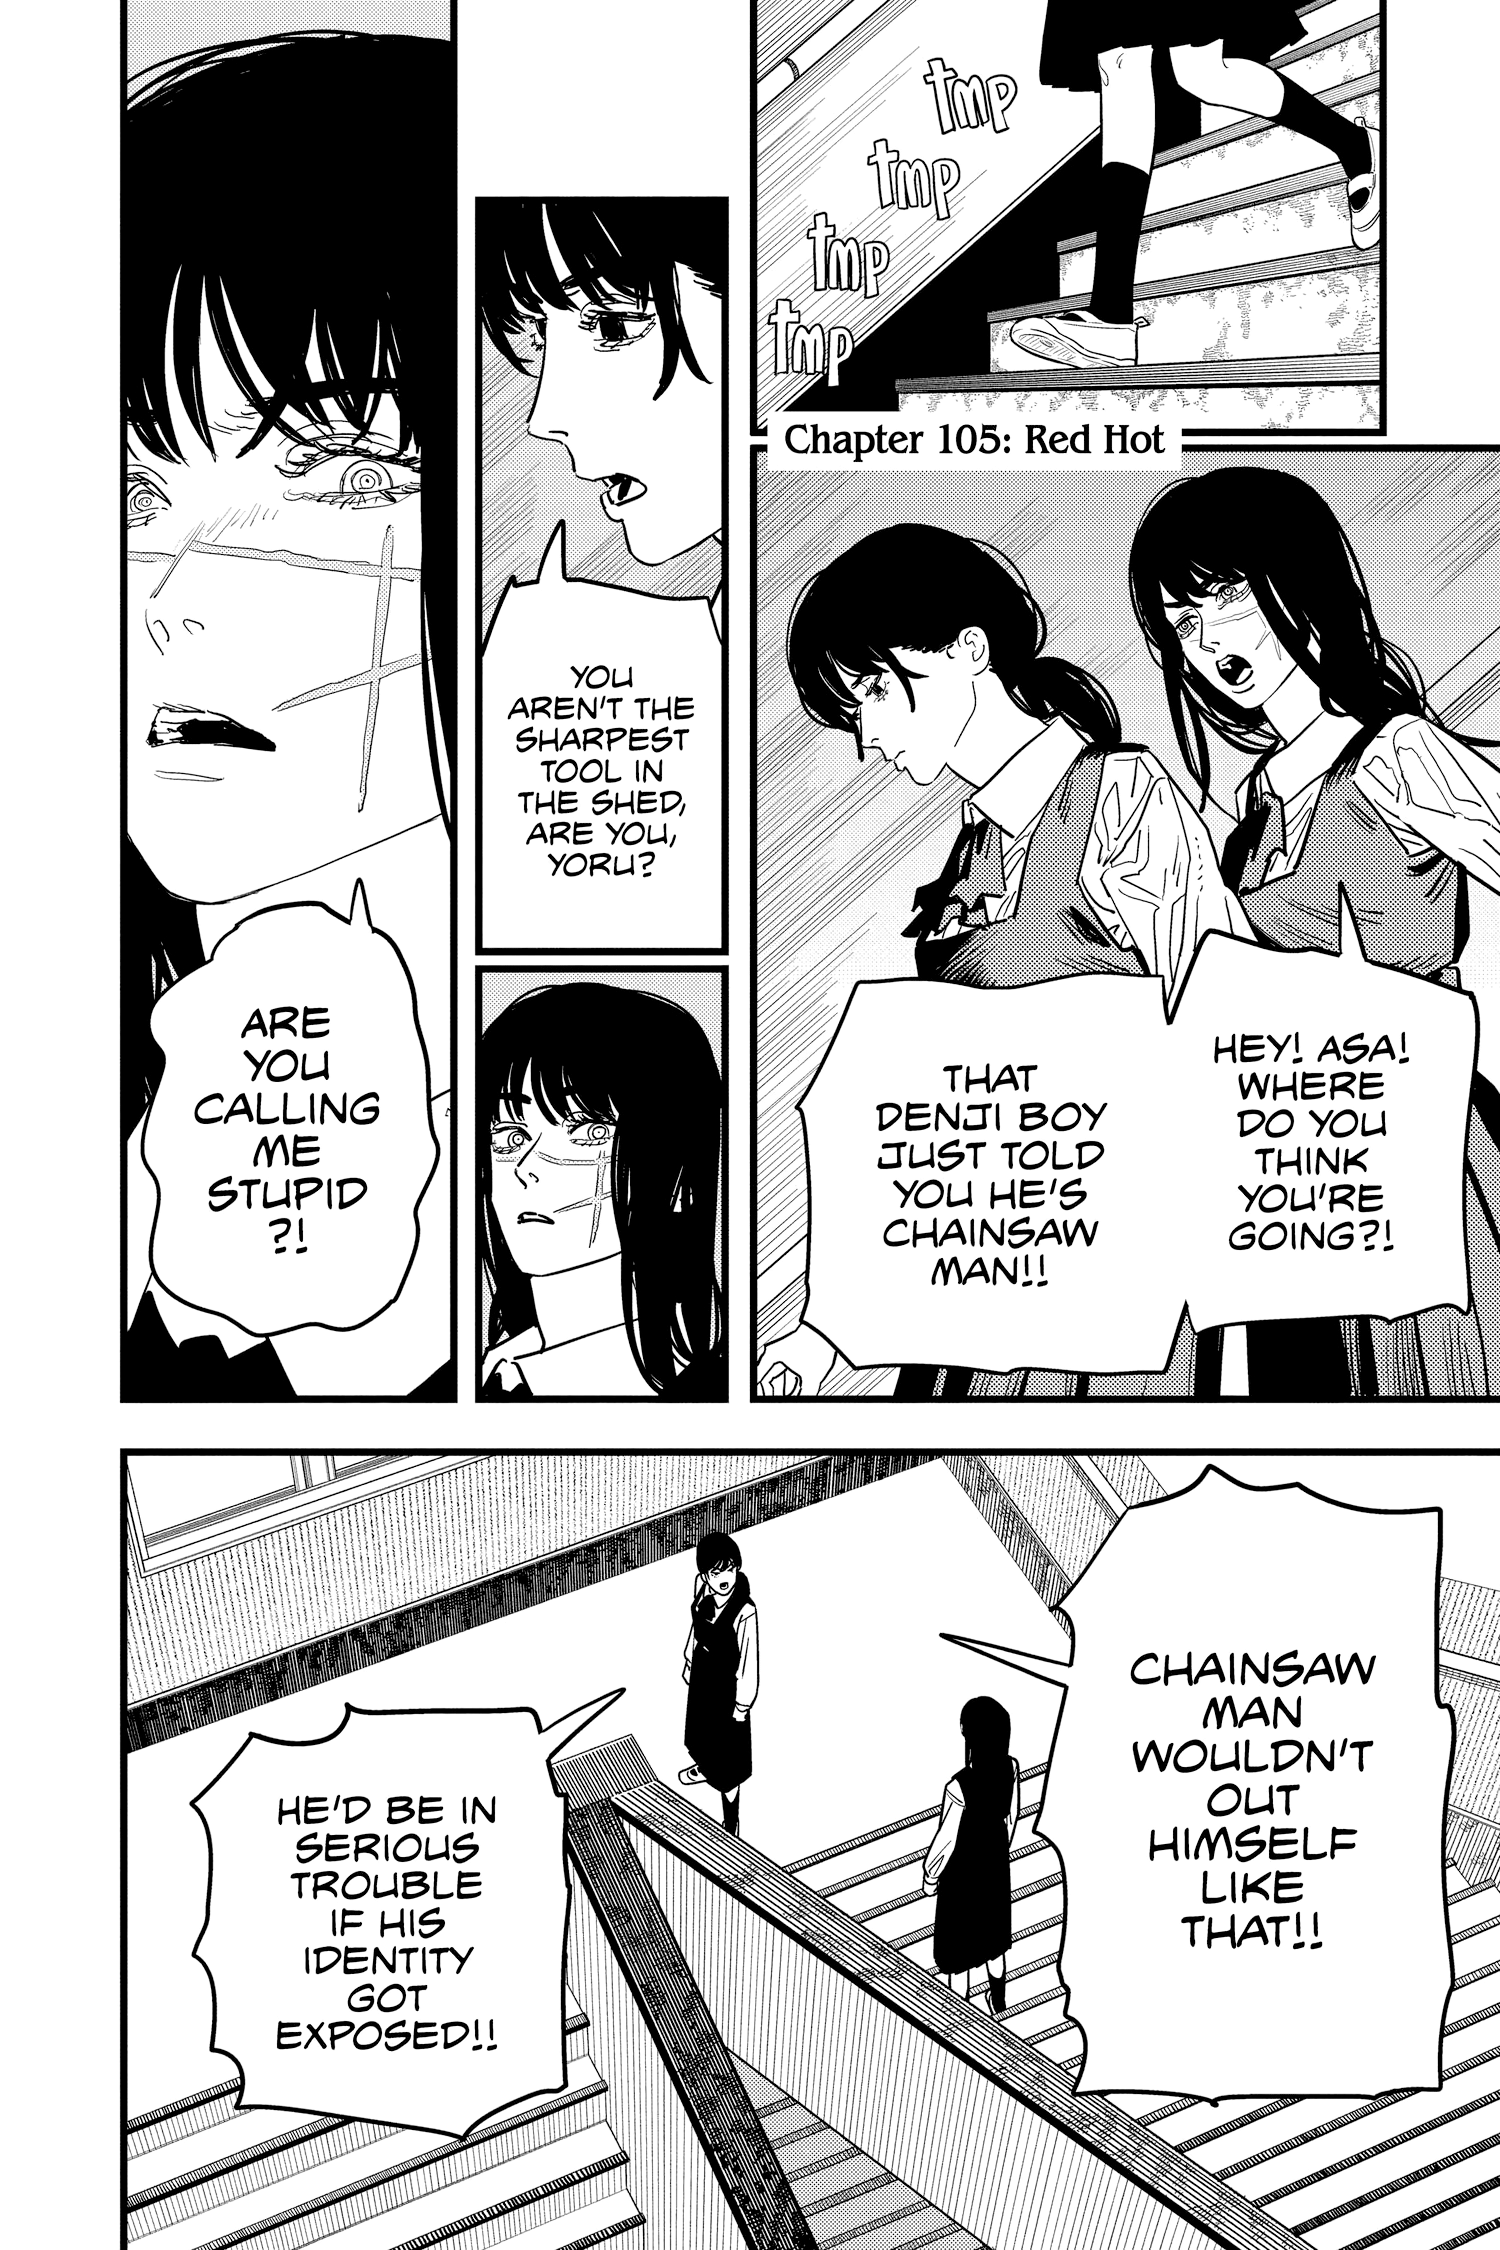 tmp
tmp
tmp
tmp
Chapter 105: Red Hot
HEY! ASA!
WHERE
DO YOU
THINK
YOU'RE
GOING?!
THAT
DENJI BOY
JUST TOLD
YOU HE'S
CHAINSAW
MAN!!
YOU
AREN'T THE
SHARPEST
TOOL IN
THE SHED,
ARE YOU,
YORU?
ARE
YOU
CALLING
ME
STUPID
?!
CHAINSAW
MAN
WOULDN'T
OUT
HIMSELF
LIKE
THAT!!
HE'D BE IN
SERIOUS
TROUBLE
IF HIS
IDENTITY
GOT
EXPOSED!!